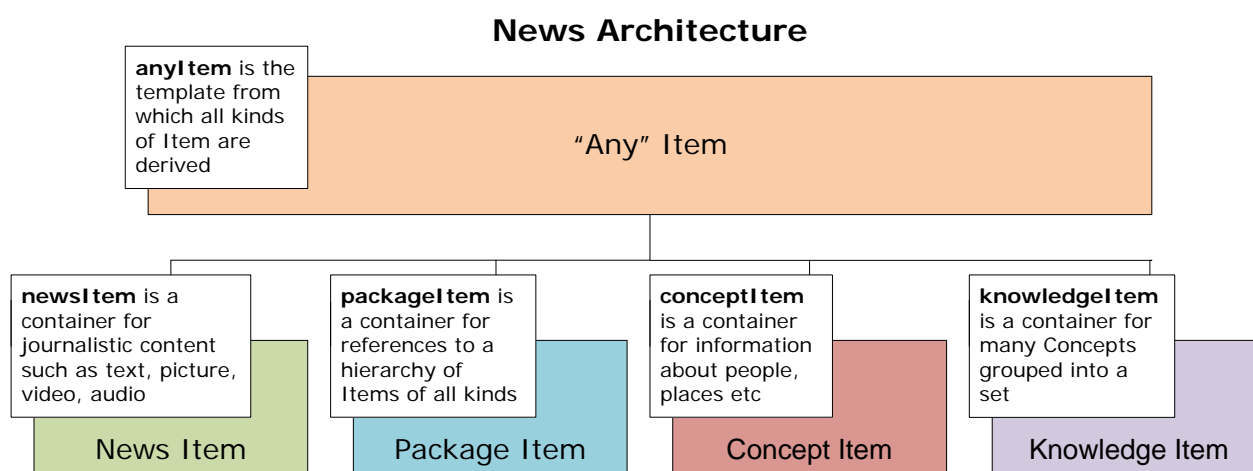 News Architecture
anyItem is the
template from
which all kinds
of Item are
derived
“Any” Item
newsItem is a
container for
journalistic content
such as text, picture,
video, audio
News Item
packageItem is
a container for
references to a
hierarchy of
Items of all kinds
Package Item
conceptItem
is a container
for information
about people,
places etc
Concept Item
knowledgeItem
is a container for
many Concepts
grouped into a
set
Knowledge Item